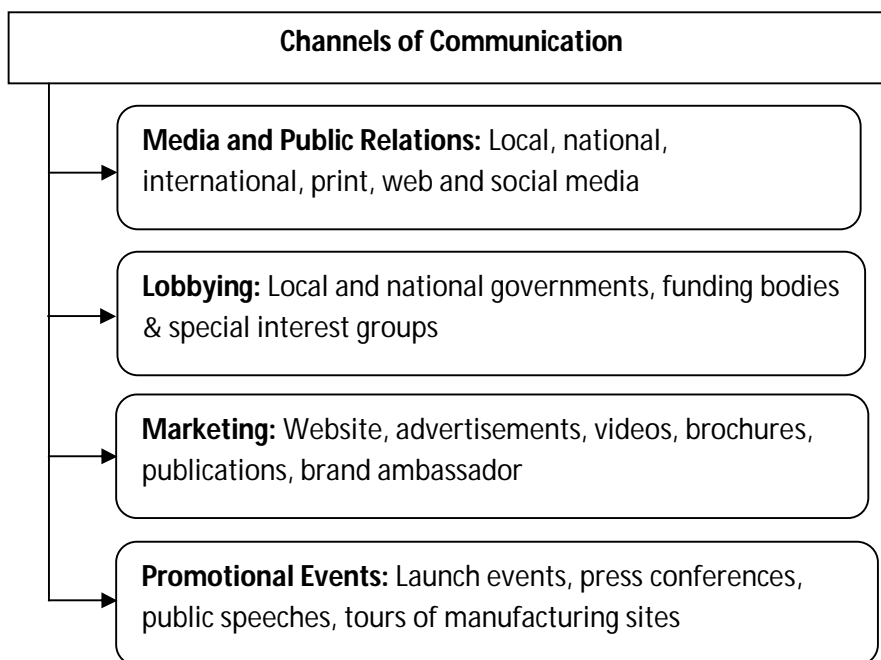 Channels of Communication
Media and Public Relations: Local, national,
international, print, web and social media
Lobbying: Local and national governments, funding bodies
& special interest groups
Marketing: Website, advertisements, videos, brochures,
publications, brand ambassador
Promotional Events: Launch events, press conferences,
public speeches, tours of manufacturing sites